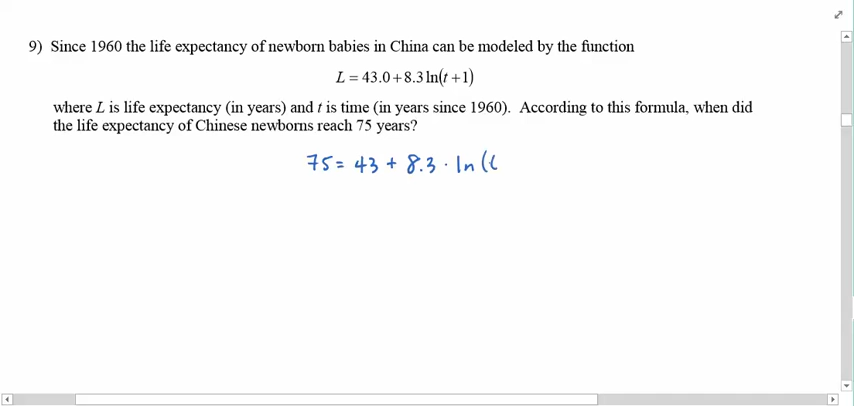 9) Since 1960 the life expectancy of newborn babies in China can be modeled by the function
L = 43.0 + 8.3 ln(t + 1)
where L is life expectancy (in years) and t is time (in years since 1960). According to this formula, when did
the life expectancy of Chinese newborns reach 75 years?
75 = 43 + 8.3 · ln (t